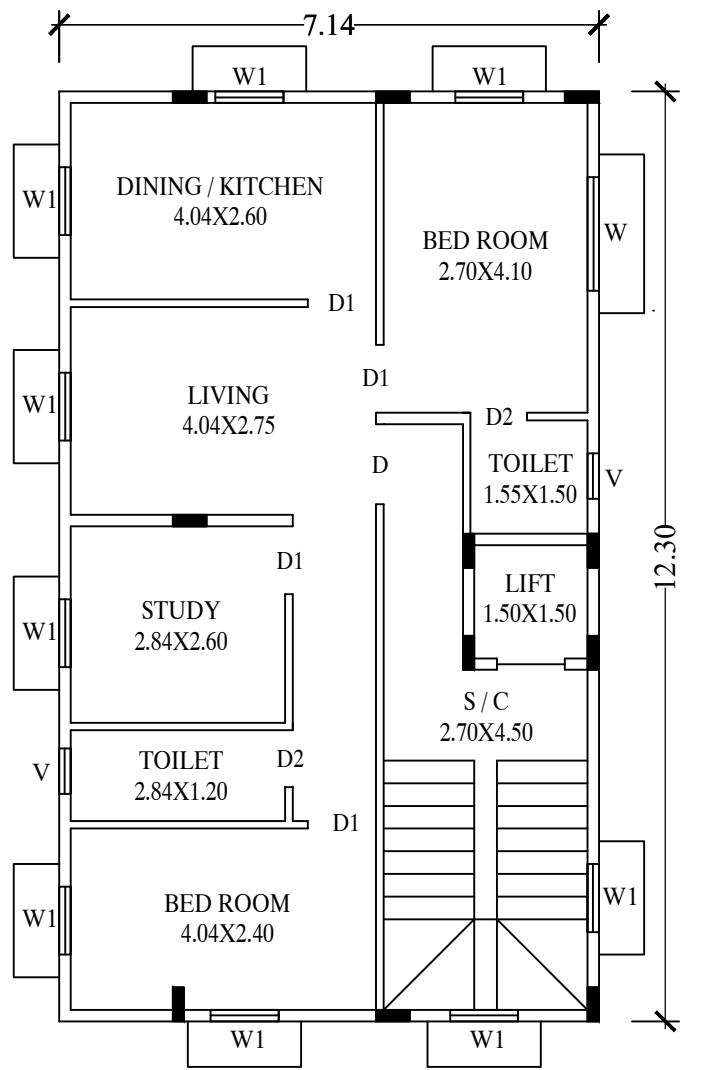 7.14
W1
W1
W1
DINING / KITCHEN
4.04X2.60
W
BED ROOM
2.70X4.10
D1
D1
W1
LIVING
4.04X2.75
D2
D
TOILET
1.55X1.50
V
12.30
D1
LIFT
1.50X1.50
W1
STUDY
2.84X2.60
S / C
2.70X4.50
V
TOILET
2.84X1.20
D2
D1
W1
BED ROOM
4.04X2.40
W1
W1
W1